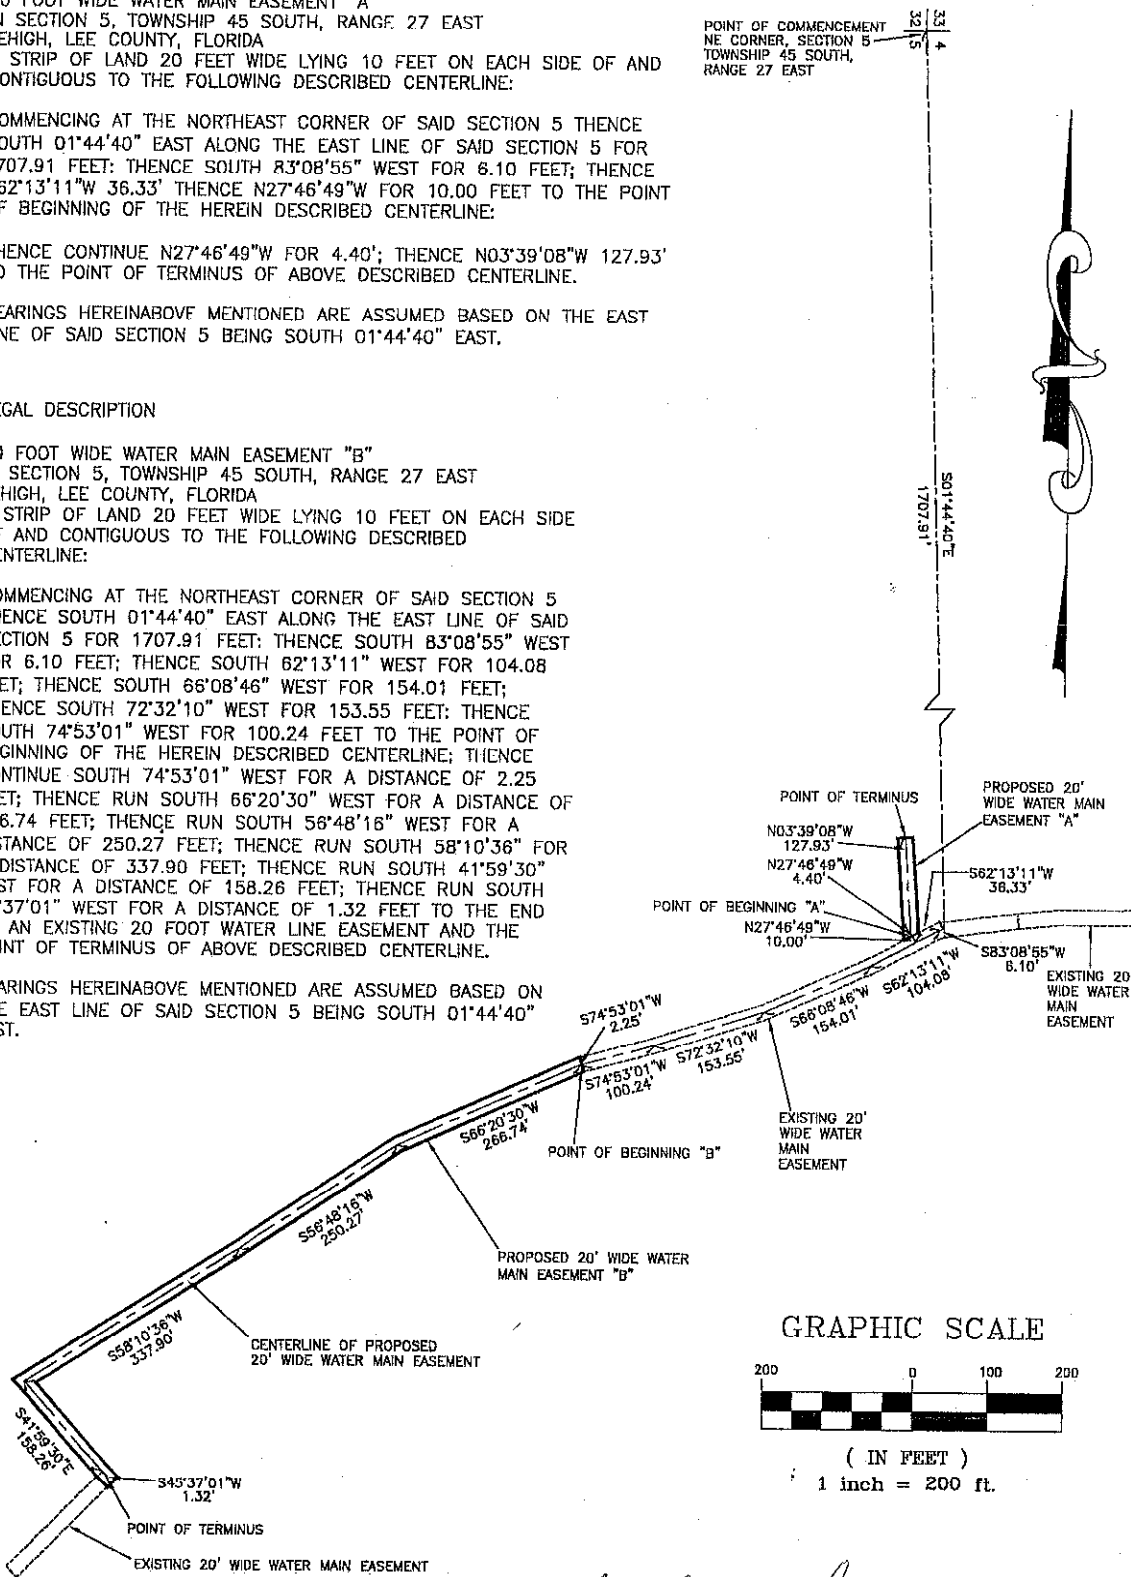 FOOT WIDE WATER MAIN EASEMENT "A"
N SECTION 5, TOWNSHIP 45 SOUTH, RANGE 27 EAST
EHIGH, LEE COUNTY, FLORIDA
STRIP OF LAND 20 FEET WIDE LYING 10 FEET ON EACH SIDE OF AND
ONTIGUOUS TO THE FOLLOWING DESCRIBED CENTERLINE:
OMMENCING AT THE NORTHEAST CORNER OF SAID SECTION 5 THENCE
OUTH 01°44'40" EAST ALONG THE EAST LINE OF SAID SECTION 5 FOR
707.91 FEET: THENCE SOUTH 83°08'55" WEST FOR 6.10 FEET; THENCE
62°13'11"W 36.33' THENCE N27°46'49"W FOR 10.00 FEET TO THE POINT
F BEGINNING OF THE HEREIN DESCRIBED CENTERLINE:
HENCE CONTINUE N27°46'49"W FOR 4.40'; THENCE N03°39'08"W 127.93'
O THE POINT OF TERMINUS OF ABOVE DESCRIBED CENTERLINE.
EARINGS HEREINABOVE MENTIONED ARE ASSUMED BASED ON THE EAST
NE OF SAID SECTION 5 BEING SOUTH 01°44'40" EAST.
EGAL DESCRIPTION
FOOT WIDE WATER MAIN EASEMENT "B"
SECTION 5, TOWNSHIP 45 SOUTH, RANGE 27 EAST
HIGH, LEE COUNTY, FLORIDA
STRIP OF LAND 20 FEET WIDE LYING 10 FEET ON EACH SIDE
F AND CONTIGUOUS TO THE FOLLOWING DESCRIBED
ENTERLINE:
OMMENCING AT THE NORTHEAST CORNER OF SAID SECTION 5
ENCE SOUTH 01°44'40" EAST ALONG THE EAST LINE OF SAID
ECTION 5 FOR 1707.91 FEET: THENCE SOUTH 83°08'55" WEST
R 6.10 FEET; THENCE SOUTH 62°13'11" WEST FOR 104.08
ET; THENCE SOUTH 66°08'46" WEST FOR 154.01 FEET;
ENCE SOUTH 72°32'10" WEST FOR 153.55 FEET: THENCE
UTH 74°53'01" WEST FOR 100.24 FEET TO THE POINT OF
GINNING OF THE HEREIN DESCRIBED CENTERLINE; THENCE
NTINUE SOUTH 74°53'01" WEST FOR A DISTANCE OF 2.25
ET; THENCE RUN SOUTH 66°20'30" WEST FOR A DISTANCE OF
6.74 FEET; THENCE RUN SOUTH 56°48'16" WEST FOR A
STANCE OF 250.27 FEET; THENCE RUN SOUTH 58°10'36" FOR
DISTANCE OF 337.90 FEET; THENCE RUN SOUTH 41°59'30"
ST FOR A DISTANCE OF 158.26 FEET; THENCE RUN SOUTH
°37'01" WEST FOR A DISTANCE OF 1.32 FEET TO THE END
AN EXISTING 20 FOOT WATER LINE EASEMENT AND THE
INT OF TERMINUS OF ABOVE DESCRIBED CENTERLINE.
ARINGS HEREINABOVE MENTIONED ARE ASSUMED BASED ON
E EAST LINE OF SAID SECTION 5 BEING SOUTH 01°44'40"
ST.
POINT OF COMMENCEMENT
NE CORNER, SECTION 5
TOWNSHIP 45 SOUTH,
RANGE 27 EAST
33
32
4
5
S01°44'40"E
1707.91'
POINT OF TERMINUS
PROPOSED 20'
WIDE WATER MAIN
EASEMENT "A"
N03°39'08"W
127.93'
N27°46'49"W
4.40'
S62°13'11"W
36.33'
POINT OF BEGINNING "A"
N27°46'49"W
10.00'
S83°08'55"W
6.10'
EXISTING 20
WIDE WATER
MAIN
EASEMENT
S62°13'11"W
104.08'
S66°08'46"W
154.01'
S72°32'10"W
153.55'
S74°53'01"W
100.24'
S74°53'01"W
2.25'
EXISTING 20'
WIDE WATER
MAIN
EASEMENT
POINT OF BEGINNING "B"
S66°20'30"W
266.74'
S56°48'16"W
250.27'
PROPOSED 20' WIDE WATER
MAIN EASEMENT "B"
S58°10'36"W
337.90'
CENTERLINE OF PROPOSED
20' WIDE WATER MAIN EASEMENT
S41°59'30"E
158.26'
S45°37'01"W
1.32'
POINT OF TERMINUS
EXISTING 20' WIDE WATER MAIN EASEMENT
GRAPHIC SCALE
200 0 100 200
( IN FEET )
1 inch = 200 ft.